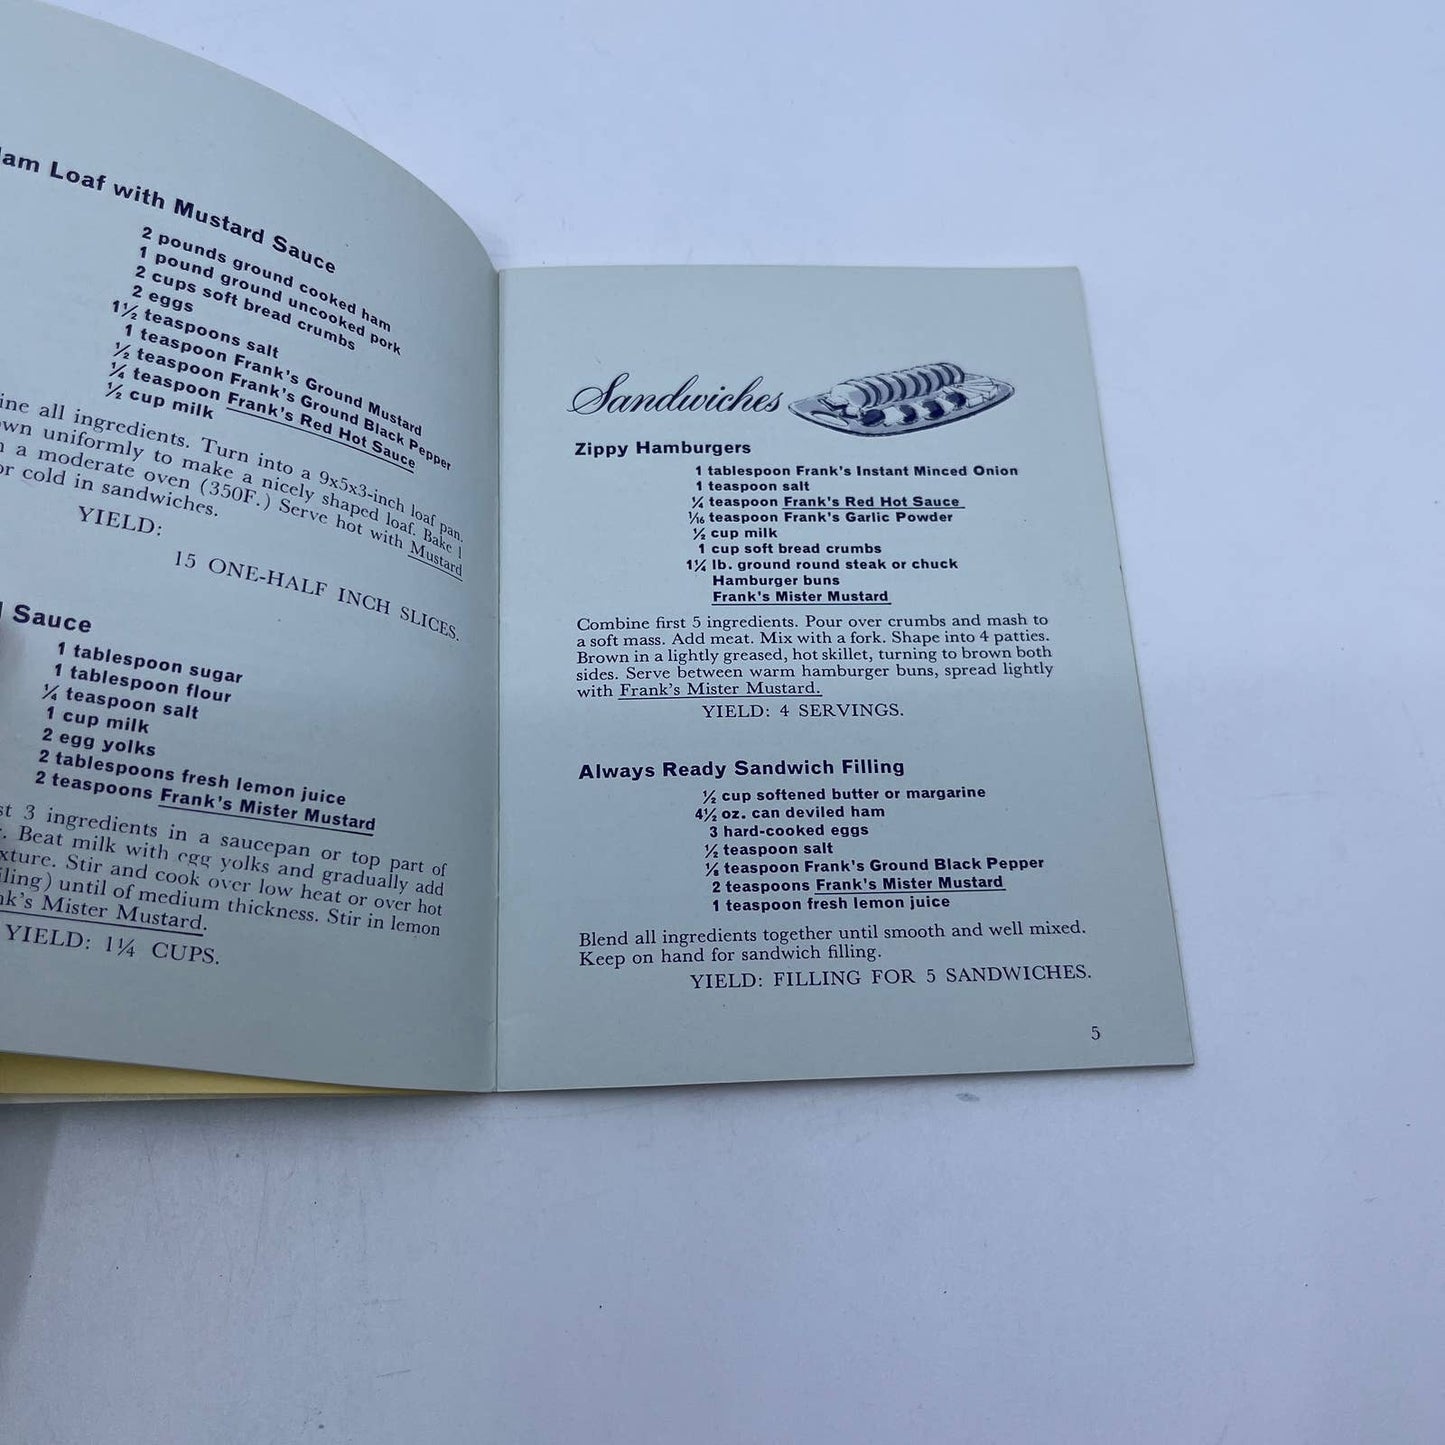 Loaf with Mustard Sauce
2 pounds ground cooked ham
1 pound ground uncooked pork
2 cups soft bread crumbs
2 eggs
1½ teaspoons salt
1 teaspoon Frank's Ground Mustard
½ teaspoon Frank's Ground Black Pepper
¼ teaspoon Frank's Red Hot Sauce
½ cup milk
all ingredients. Turn into a 9x5x3-inch loaf pan.
uniformly to make a nicely shaped loaf. Bake 1
a moderate oven (350F.) Serve hot with Mustard
or cold in sandwiches.
YIELD:
15 ONE-HALF INCH SLICES.
Sauce
1 tablespoon sugar
1 tablespoon flour
¼ teaspoon salt
1 cup milk
2 egg yolks
2 tablespoons fresh lemon juice
2 teaspoons Frank's Mister Mustard
3 ingredients in a saucepan or top part of
Beat milk with egg yolks and gradually add
Stir and cook over low heat or over hot
until of medium thickness. Stir in lemon
Mister Mustard.
YIELD: 1¼ CUPS.
Sandwiches
Zippy Hamburgers
1 tablespoon Frank's Instant Minced Onion
1 teaspoon salt
¼ teaspoon Frank's Red Hot Sauce
1/16 teaspoon Frank's Garlic Powder
½ cup milk
1 cup soft bread crumbs
1¼ lb. ground round steak or chuck
Hamburger buns
Frank's Mister Mustard
Combine first 5 ingredients. Pour over crumbs and mash to
a soft mass. Add meat. Mix with a fork. Shape into 4 patties.
Brown in a lightly greased, hot skillet, turning to brown both
sides. Serve between warm hamburger buns, spread lightly
with Frank's Mister Mustard.
YIELD: 4 SERVINGS.
Always Ready Sandwich Filling
½ cup softened butter or margarine
4½ oz. can deviled ham
3 hard-cooked eggs
½ teaspoon salt
⅛ teaspoon Frank's Ground Black Pepper
2 teaspoons Frank's Mister Mustard
1 teaspoon fresh lemon juice
Blend all ingredients together until smooth and well mixed.
Keep on hand for sandwich filling.
YIELD: FILLING FOR 5 SANDWICHES.
5